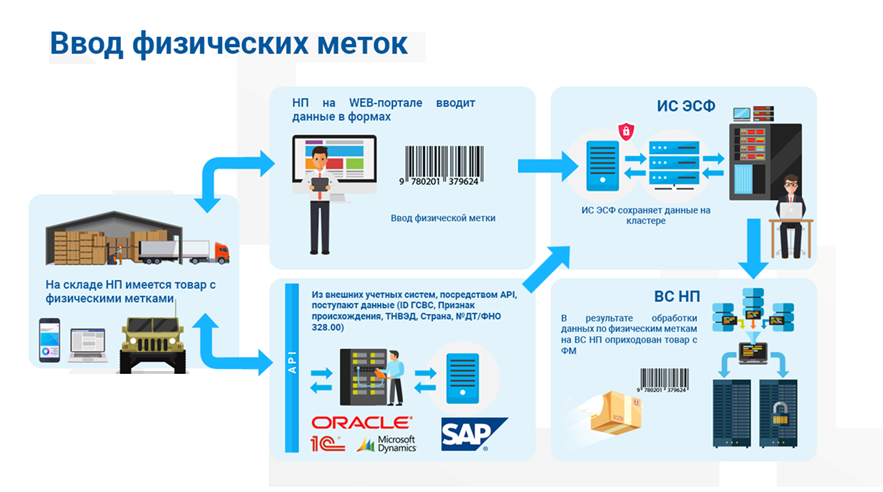 Ввод физических меток
НП на WEB-портале вводит
данные в формах
9 780201 379624
Ввод физической метки
ИС ЭСФ
ИС ЭСФ сохраняет данные на
кластере
На складе НП имеется товар с
физическими метками
API
Из внешних учетных систем, посредством API,
поступают данные (ID ГСВС, Признак
происхождения, ТНВЭД, Страна, №ДТ/ФНО
328.00)
ORACLE®
1С®
Microsoft
Dynamics®
SAP®
ВС НП
В результате обработки
данных по физическим меткам
на ВС НП оприходован товар с
ФМ
9 780201 379624